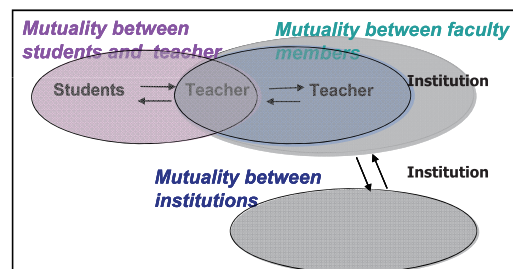 Mutuality between
students and teacher
Mutuality between faculty
members
Institution
Students
Teacher
Teacher
Institution
Mutuality between
institutions